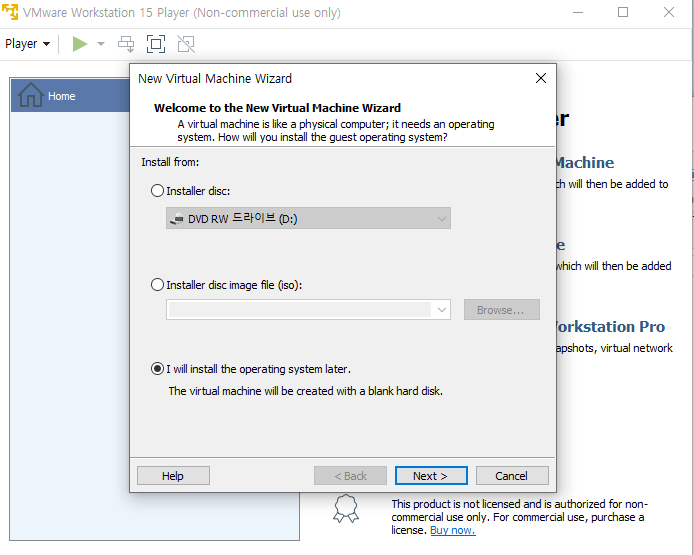 VMware Workstation 15 Player (Non-commercial use only)
Player
Home
New Virtual Machine Wizard
Welcome to the New Virtual Machine Wizard
A virtual machine is like a physical computer; it needs an operating
system. How will you install the guest operating system?
Install from:
Installer disc:
DVD RW 드라이브 (D:)
Installer disc image file (iso):
Browse...
I will install the operating system later.
The virtual machine will be created with a blank hard disk.
Help
< Back
Next >
Cancel
Machine
which will then be added to
which will then be added
Workstation Pro
snapshots, virtual network
This product is not licensed and is authorized for non-
commercial use only. For commercial use, purchase a
license. Buy now.